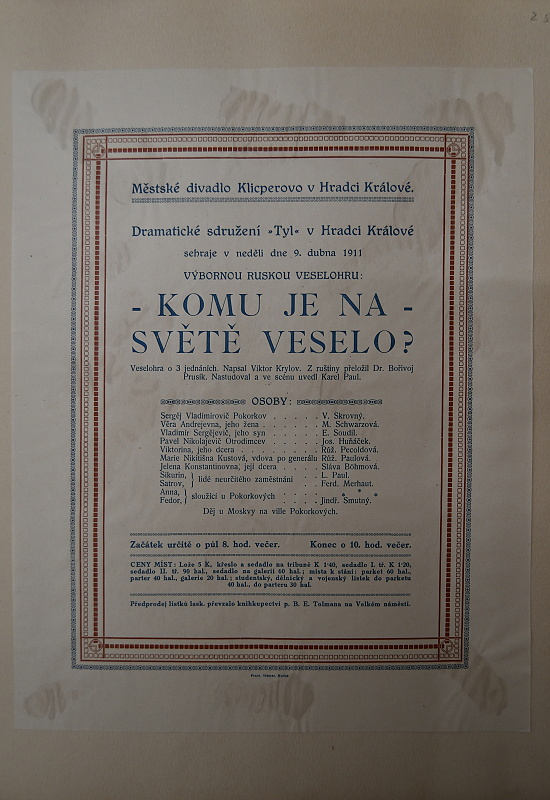 Městské divadlo Klicperovo v Hradci Králové.
Dramatické sdružení »Tyl« v Hradci Králové
sehraje v neděli dne 9. dubna 1911
VÝBORNOU RUSKOU VESELOHRU:
- KOMU JE NA -
SVĚTĚ VESELO?
Veselohra o 3 jednáních. Napsal Viktor Krylov. Z ruštiny přeložil Dr. Bořivoj
Prusík. Nastudoval a ve scénu uvedl Karel Paul.
OSOBY:
Sergěj Vladimirovič Pokorkov . . . . . V. Skrovný.
Věra Andrejevna, jeho žena . . . . . M. Schwarzová.
Vladimír Sergějevič, jeho syn . . . . . E. Soudil.
Pavel Nikolajevič Otrodimcev . . . . . Jos. Huňáček.
Viktorina, jeho dcera . . . . . Růž. Pecoldová.
Marie Nikitišna Kustová, vdova po generálu Růž. Paulová.
Jelena Konstantinovna, její dcera . . . . Sláva Böhmová.
Šikurin, } lidé neurčitého zaměstnání . . L. Paul.
Satrov, . . Ferd. Merhaut.
Anna, } sloužící u Pokorkových . . . . * * *
Fedor, . . . . Jindř. Smutný.
Děj u Moskvy na ville Pokorkových.
Začátek určitě o půl 8. hod. večer. Konec o 10. hod. večer.
CENY MÍST: Lože 5 K, křeslo a sedadlo na tribuně K 1·40, sedadlo I. tř. K 1·20,
sedadlo II. tř. 90 hal., sedadlo na galerii 60 hal.; místa k stání: parket 60 hal.,
parter 40 hal., galerie 20 hal.; studentský, dělnický a vojenský lístek do parketu
40 hal., do parteru 30 hal.
Předprodej lístků lask. převzalo knihkupectví p. B. E. Tolmana na Velkém náměstí.